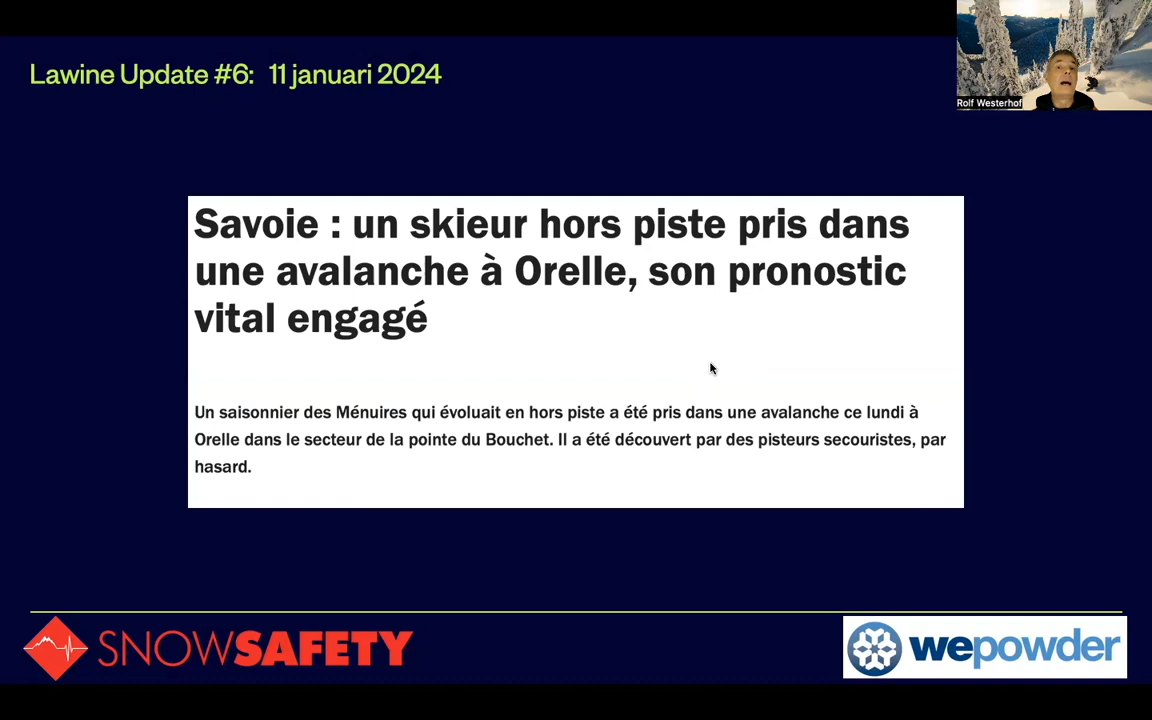 Lawine Update #6: 11 januari 2024
Rolf Westerhof
Savoie : un skieur hors piste pris dans
une avalanche à Orelle, son pronostic
vital engagé
Un saisonnier des Ménuires qui évoluait en hors piste a été pris dans une avalanche ce lundi à
Orelle dans le secteur de la pointe du Bouchet. Il a été découvert par des pisteurs secouristes, par
hasard.
SNOWSAFETY
wepowder